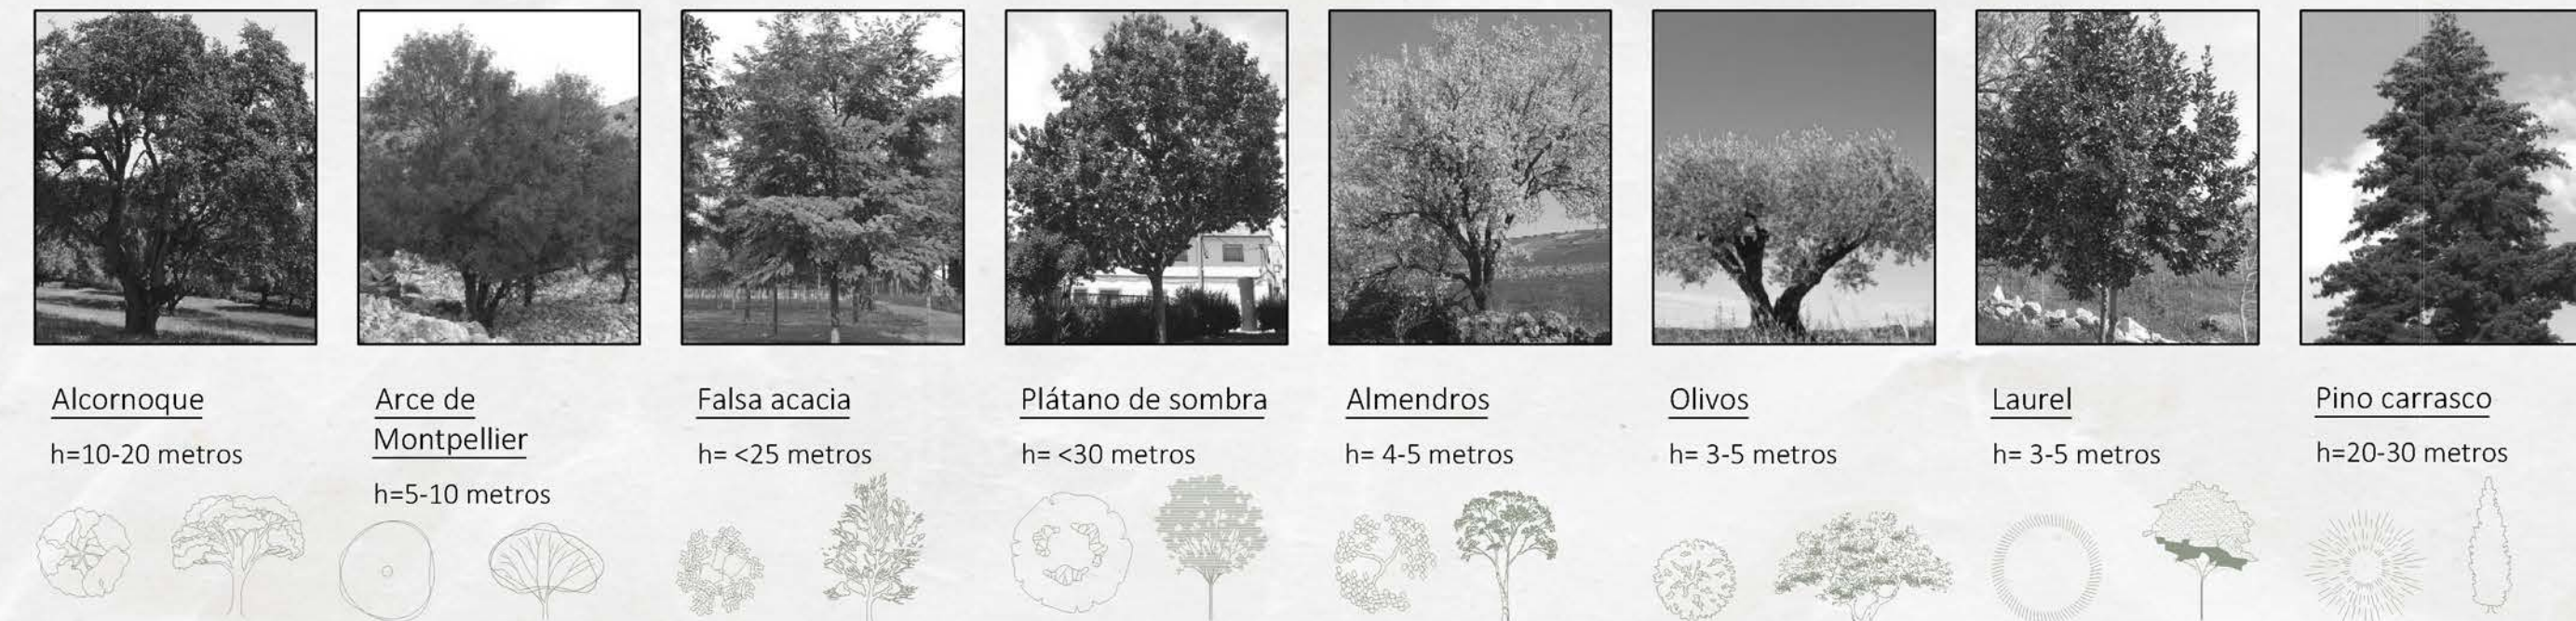 Alcornoque
h=10-20 metros
Arce de
Montpellier
h=5-10 metros
Falsa acacia
h= <25 metros
Plátano de sombra
h= <30 metros
Almendros
h= 4-5 metros
Olivos
h= 3-5 metros
Laurel
h= 3-5 metros
Pino carrasco
h=20-30 metros